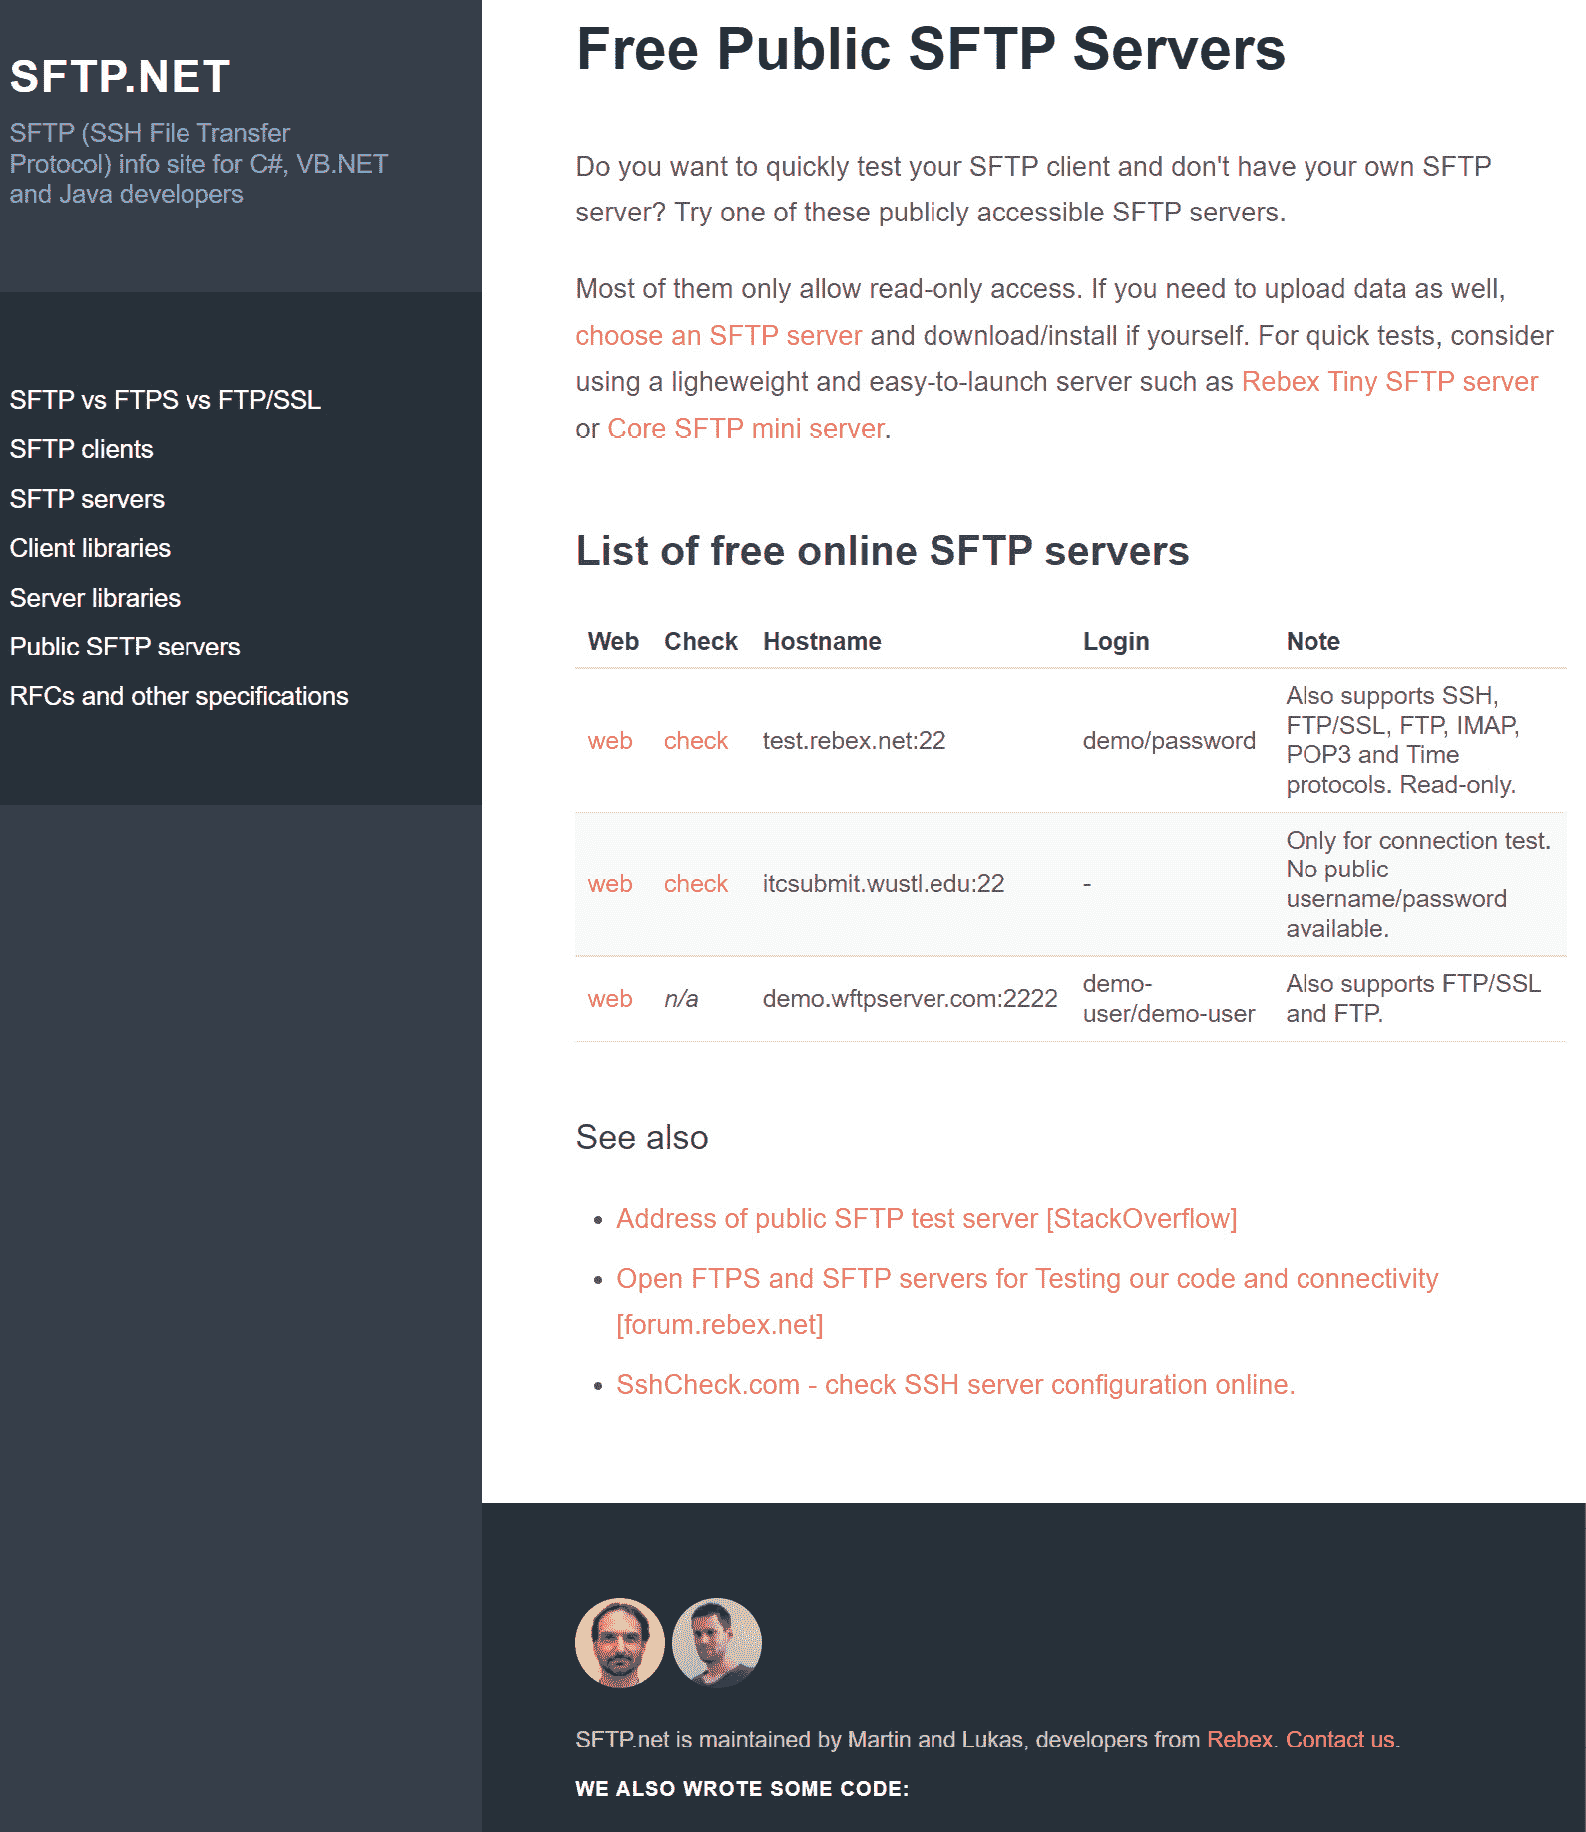 SFTP.NET
SFTP (SSH File Transfer
Protocol) info site for C#, VB.NET
and Java developers
SFTP vs FTPS vs FTP/SSL
SFTP clients
SFTP servers
Client libraries
Server libraries
Public SFTP servers
RFCs and other specifications
Free Public SFTP Servers
Do you want to quickly test your SFTP client and don't have your own SFTP
server? Try one of these publicly accessible SFTP servers.
Most of them only allow read-only access. If you need to upload data as well,
choose an SFTP server and download/install if yourself. For quick tests, consider
using a ligheweight and easy-to-launch server such as Rebex Tiny SFTP server
or Core SFTP mini server.
List of free online SFTP servers
Web Check Hostname Login Note
web check test.rebex.net:22 demo/password Also supports SSH,
FTP/SSL, FTP, IMAP,
POP3 and Time
protocols. Read-only.
web check itcsubmit.wustl.edu:22 - Only for connection test.
No public
username/password
available.
web n/a demo.wftpserver.com:2222 demo-
user/demo-user Also supports FTP/SSL
and FTP.
See also
• Address of public SFTP test server [StackOverflow]
• Open FTPS and SFTP servers for Testing our code and connectivity
[forum.rebex.net]
• SshCheck.com - check SSH server configuration online.
SFTP.net is maintained by Martin and Lukas, developers from Rebex. Contact us.
WE ALSO WROTE SOME CODE: